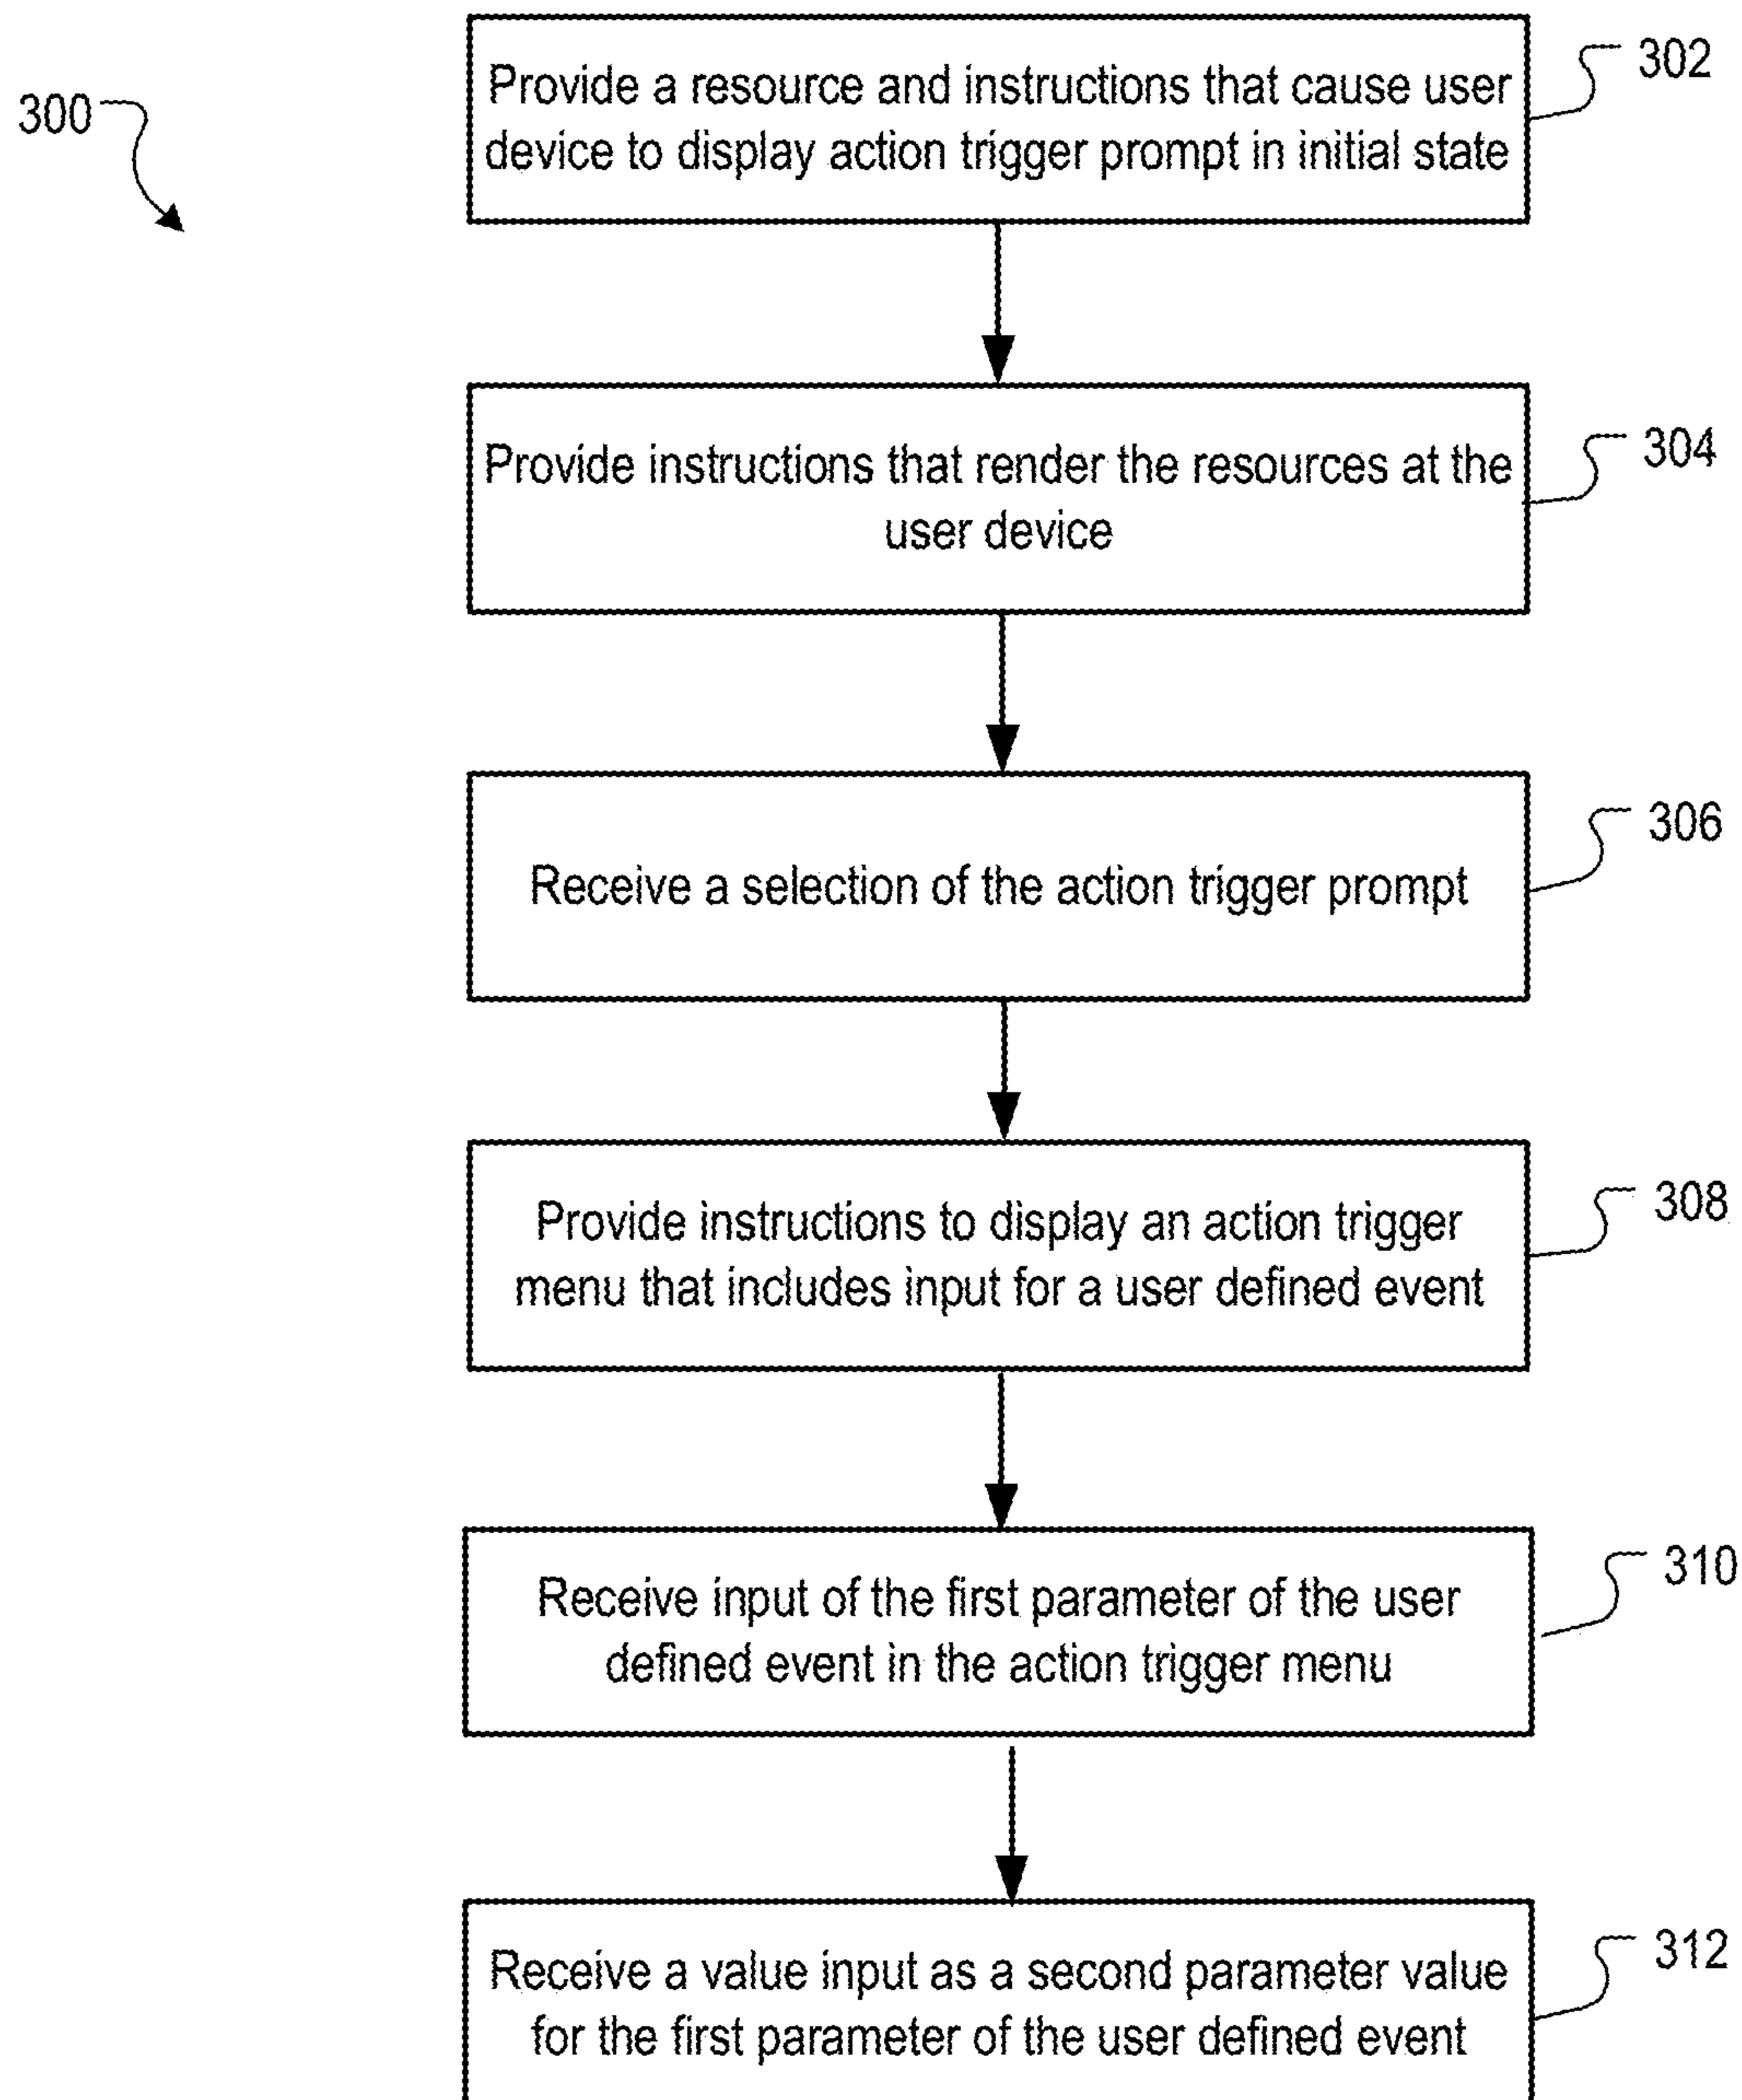 300
Provide a resource and instructions that cause user
device to display action trigger prompt in initial state
302
Provide instructions that render the resources at the
user device
304
Receive a selection of the action trigger prompt
306
Provide instructions to display an action trigger
menu that includes input for a user defined event
308
Receive input of the first parameter of the user
defined event in the action trigger menu
310
Receive a value input as a second parameter value
for the first parameter of the user defined event
312